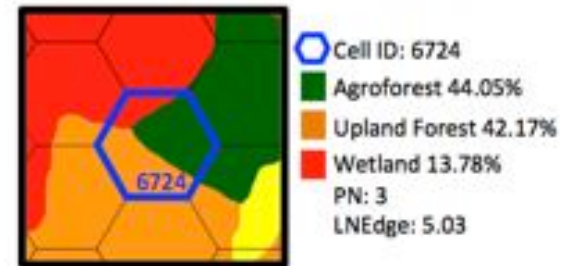 Cell ID: 6724
Agroforest 44.05%
Upland Forest 42.17%
Wetland 13.78%
PN: 3
LNEdge: 5.03
6724